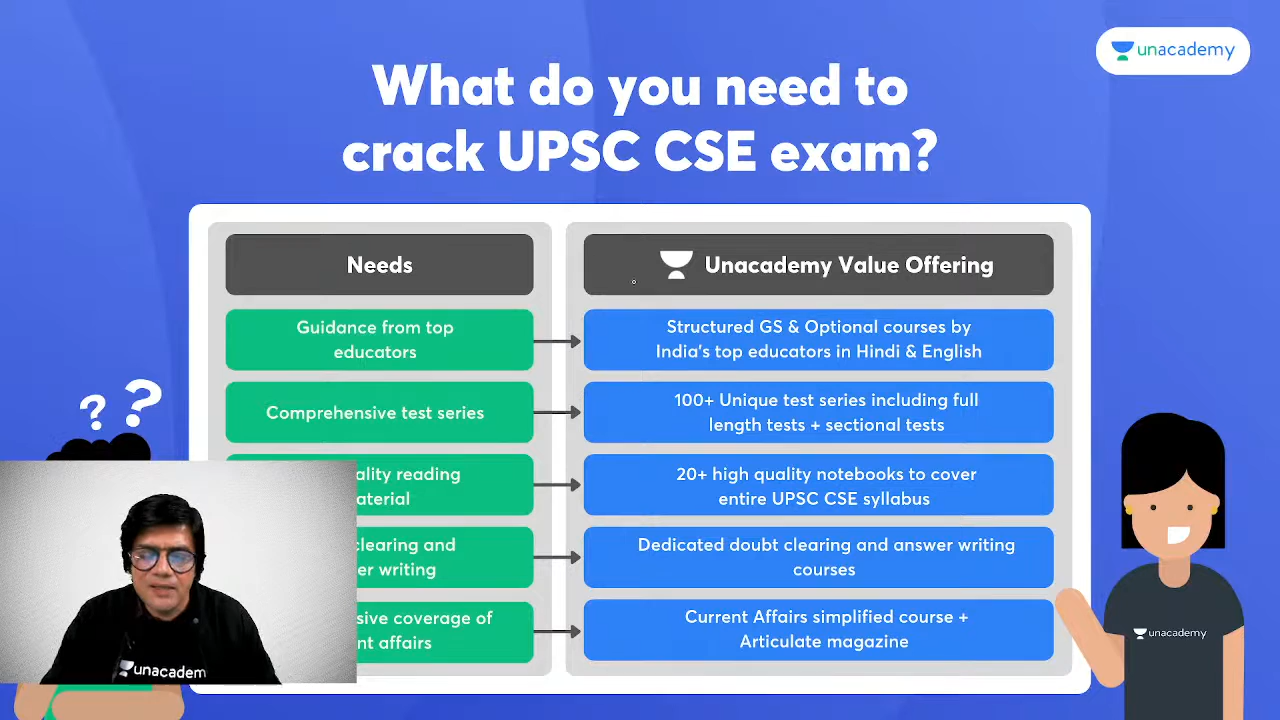 unacademy
What do you need to
crack UPSC CSE exam?
Needs
Unacademy Value Offering
Guidance from top
educators
Structured GS & Optional courses by
India's top educators in Hindi & English
Comprehensive test series
100+ Unique test series including full
length tests + sectional tests
ality reading
aterial
20+ high quality notebooks to cover
entire UPSC CSE syllabus
clearing and
er writing
Dedicated doubt clearing and answer writing
courses
sive coverage of
nt affairs
Current Affairs simplified course +
Articulate magazine
? ?
unacadem
unacademy